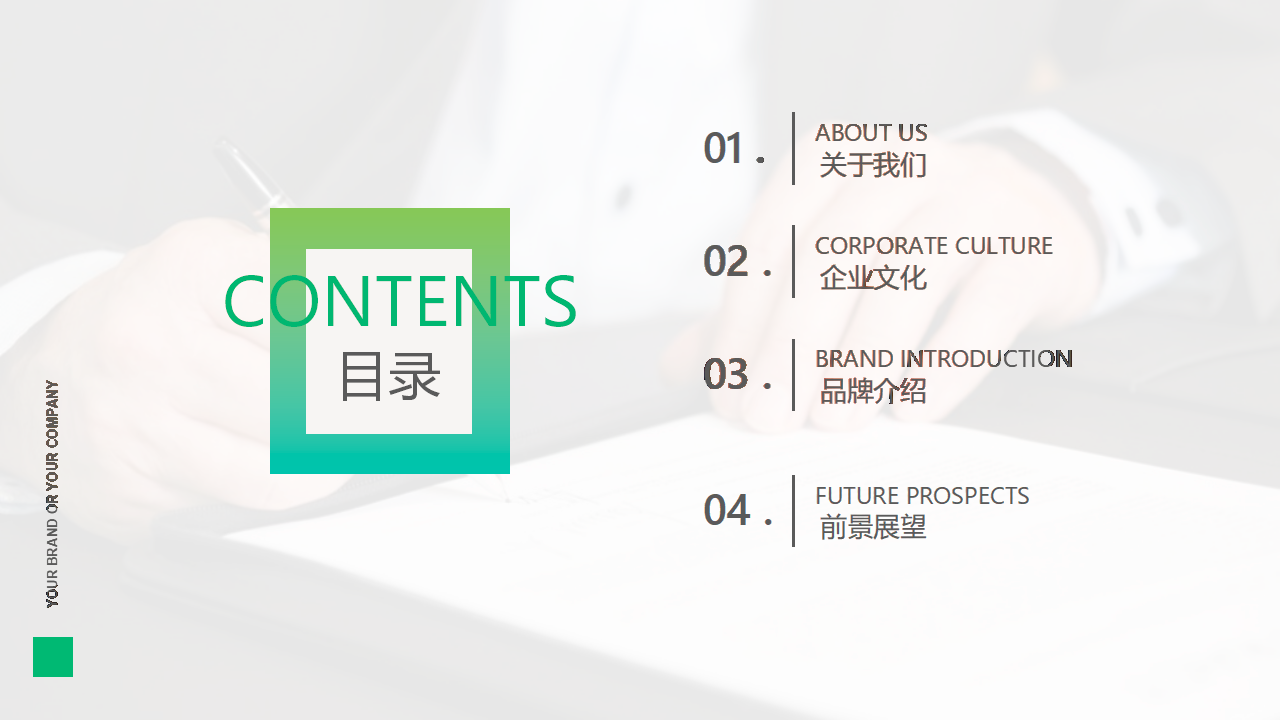 CONTENTS
目录
01 .
ABOUT US
关于我们
02 .
CORPORATE CULTURE
企业文化
03 .
BRAND INTRODUCTION
品牌介绍
04 .
FUTURE PROSPECTS
前景展望
YOUR BRAND OR YOUR COMPANY